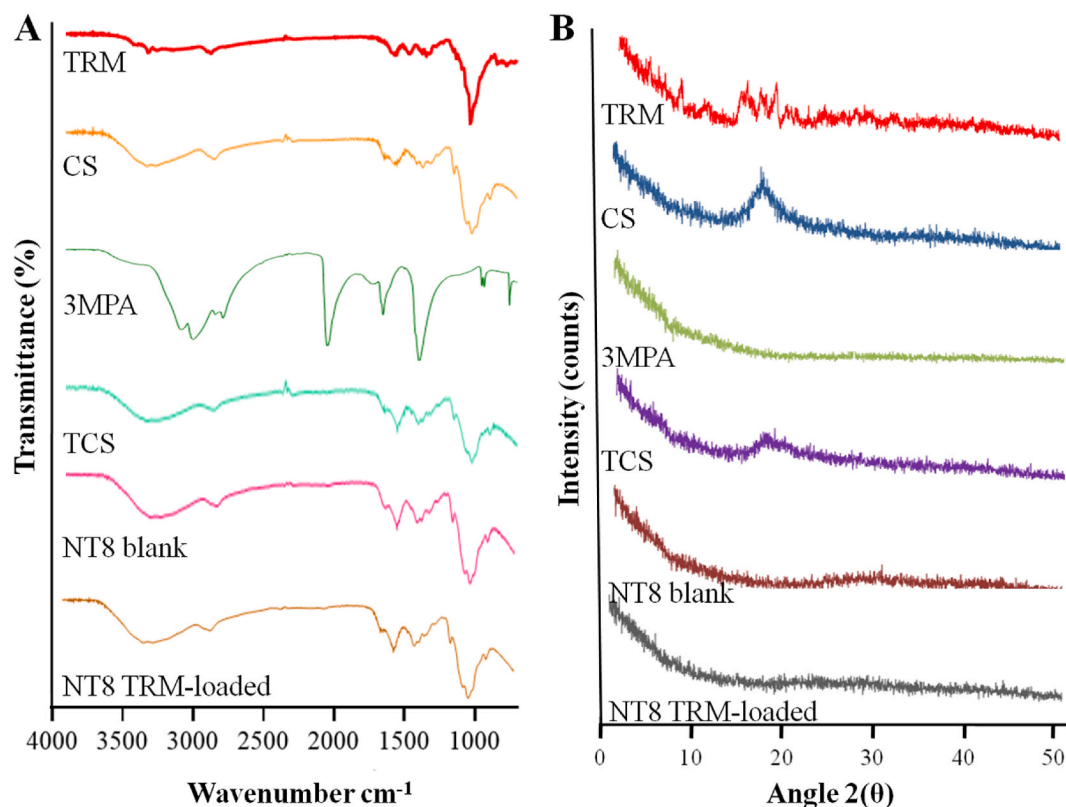 A
TRM
CS
3MPA
TCS
NT8 blank
NT8 TRM-loaded
Transmittance (%)
4000 3000 2500 2000 1500 1000
Wavenumber cm-1
B
TRM
CS
3MPA
TCS
NT8 blank
NT8 TRM-loaded
Intensity (counts)
0 10 20 30 40 50
Angle 2(θ)